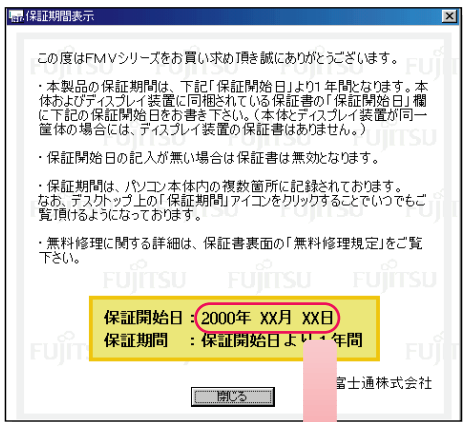 保証期間表示
この度はFMVシリーズをお買い求め頂き誠にありがとうございます。
・本製品の保証期間は、下記「保証開始日」より1年間となります。本
体およびディスプレイ装置に同梱されている保証書の「保証開始日」欄
に下記の保証開始日をお書き下さい。（本体とディスプレイ装置が同一
筐体の場合には、ディスプレイ装置の保証書はありません。）
・保証開始日の記入が無い場合は保証書は無効となります。
・保証期間は、パソコン本体内の複数箇所に記録されております。
なお、デスクトップ上の「保証期間」アイコンをクリックすることでいつでもご
覧頂けるようになっております。
・無料修理に関する詳細は、保証書裏面の「無料修理規定」をご覧
下さい。
FUJITSU FUJITSU FUJITSU
保証開始日：2000年 XX月 XX日
保証期間　：保証開始日より1年間
富士通株式会社
閉じる